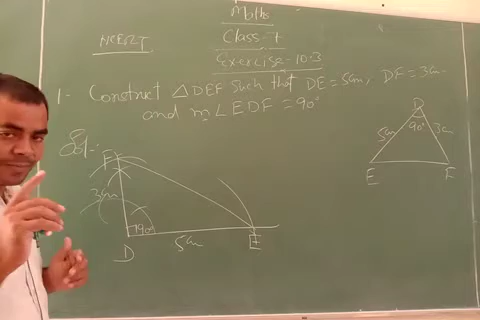 Maths
NCERT
Class-7
Exercise-10.3
1- Construct △DEF such that DE=5cm, DF=3cm
and m∠EDF=90°
D
5cm 90° 3c
E F
Sol-:
F
3cm
90°
D 5cm E